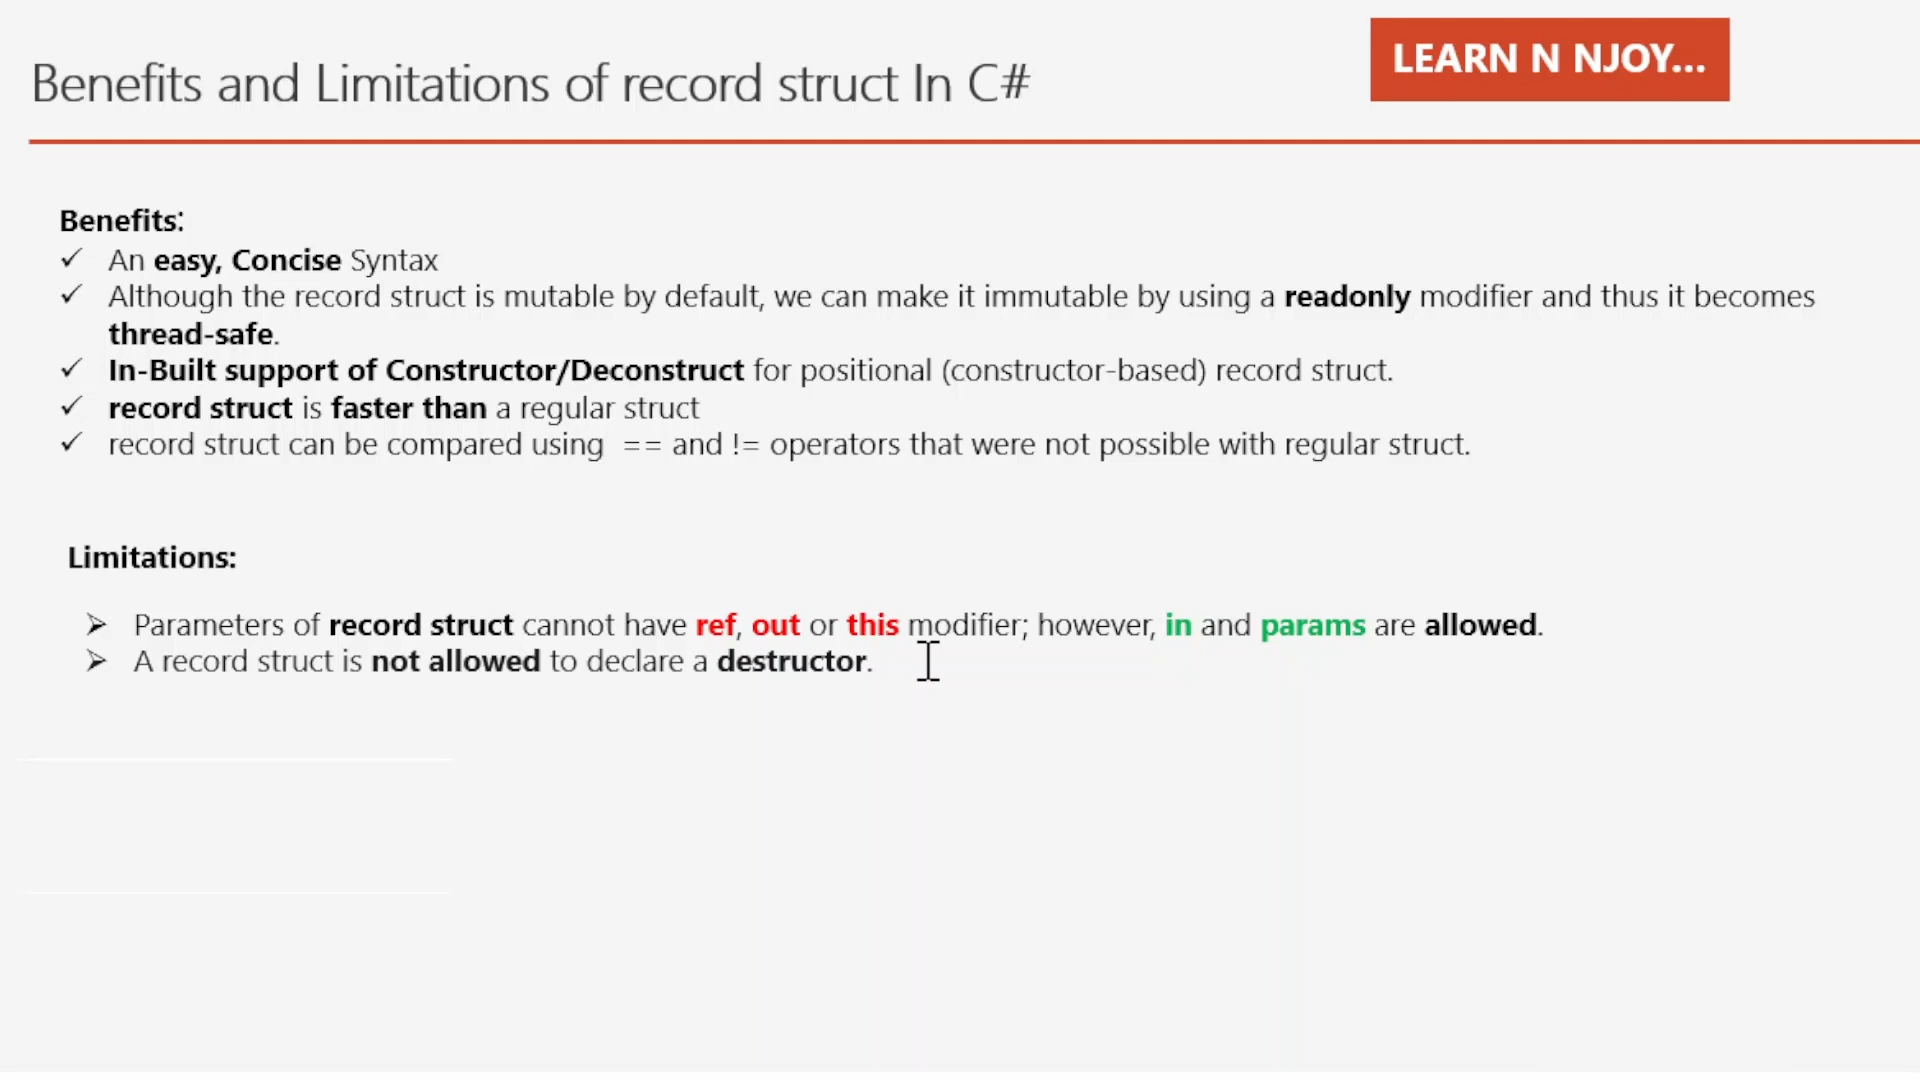 Benefits and Limitations of record struct In C#
LEARN N NJOY...
Benefits:
✓ An easy, Concise Syntax
✓ Although the record struct is mutable by default, we can make it immutable by using a readonly modifier and thus it becomes
thread-safe.
✓ In-Built support of Constructor/Deconstruct for positional (constructor-based) record struct.
✓ record struct is faster than a regular struct
✓ record struct can be compared using == and != operators that were not possible with regular struct.
Limitations:
➢ Parameters of record struct cannot have ref, out or this modifier; however, in and params are allowed.
➢ A record struct is not allowed to declare a destructor.